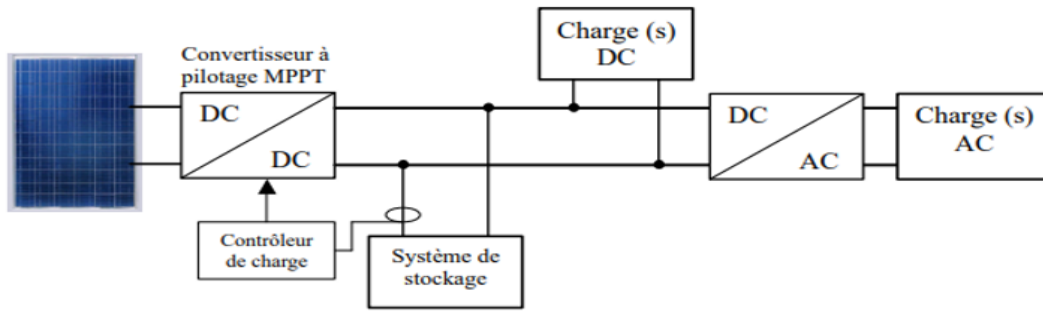 Convertisseur à
pilotage MPPT
DC
DC
Contrôleur
de charge
Système de
stockage
Charge (s)
DC
DC
AC
Charge (s)
AC